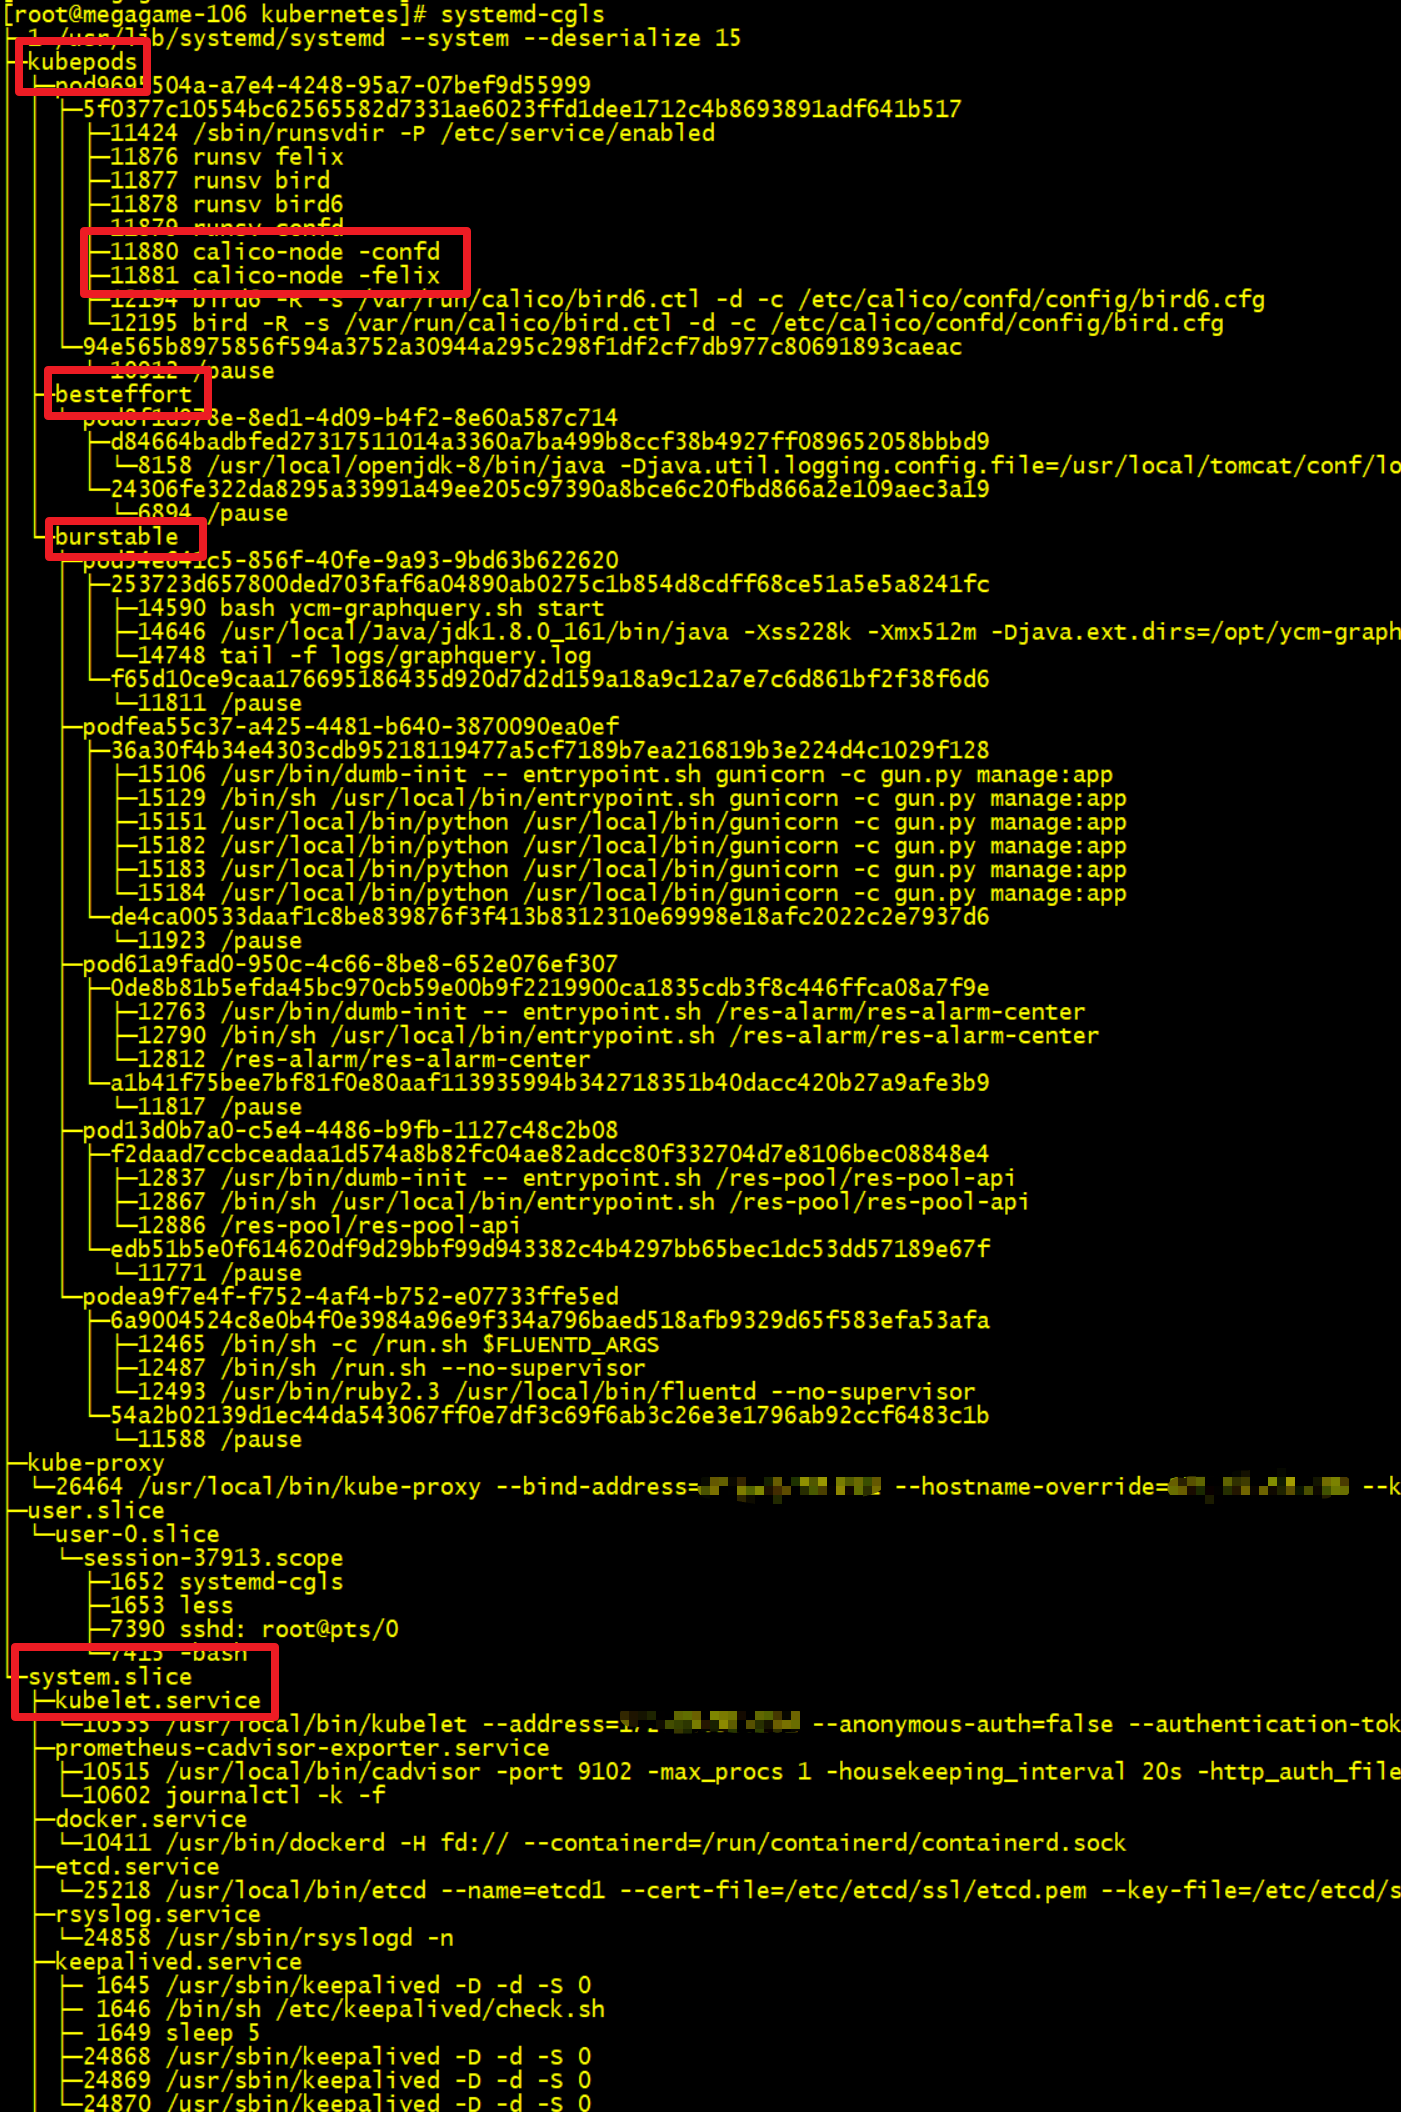 [root@megagame-106 kubernetes]# systemd-cgls
├─1 /usr/lib/systemd/systemd --system --deserialize 15
├─kubepods
│ ├─pod9695504a-a7e4-4248-95a7-07bef9d55999
│ │ ├─5f0377c10554bc62565582d7331ae6023ffd1dee1712c4b8693891adf641b517
│ │ │ ├─11424 /sbin/runsvdir -P /etc/service/enabled
│ │ │ ├─11876 runsv felix
│ │ │ ├─11877 runsv bird
│ │ │ ├─11878 runsv bird6
│ │ │ ├─11879 runsv confd
│ │ │ ├─11880 calico-node -confd
│ │ │ ├─11881 calico-node -felix
│ │ │ ├─12194 bird6 -R -s /var/run/calico/bird6.ctl -d -c /etc/calico/confd/config/bird6.cfg
│ │ │ └─12195 bird -R -s /var/run/calico/bird.ctl -d -c /etc/calico/confd/config/bird.cfg
│ │ └─94e565b8975856f594a3752a30944a295c298f1df2cf7db977c80691893caeac
│ │   └─10912 /pause
│ ├─besteffort
│ │ └─pod8f1d978e-8ed1-4d09-b4f2-8e60a587c714
│ │   ├─d84664badbfed27317511014a3360a7ba499b8ccf38b4927ff089652058bbbd9
│ │   │ └─8158 /usr/local/openjdk-8/bin/java -Djava.util.logging.config.file=/usr/local/tomcat/conf/lo
│ │   └─24306fe322da8295a33991a49ee205c97390a8bce6c20fbd866a2e109aec3a19
│ │     └─6894 /pause
│ └─burstable
│   ├─pod54e041c5-856f-40fe-9a93-9bd63b622620
│   │ ├─253723d657800ded703faf6a04890ab0275c1b854d8cdff68ce51a5e5a8241fc
│   │ │ ├─14590 bash ycm-graphquery.sh start
│   │ │ ├─14646 /usr/local/Java/jdk1.8.0_161/bin/java -Xss228k -Xmx512m -Djava.ext.dirs=/opt/ycm-graph
│   │ │ └─14748 tail -f logs/graphquery.log
│   │ └─f65d10ce9caa176695186435d920d7d2d159a18a9c12a7e7c6d861bf2f38f6d6
│   │   └─11811 /pause
│   ├─podfea55c37-a425-4481-b640-3870090ea0ef
│   │ ├─36a30f4b34e4303cdb95218119477a5cf7189b7ea216819b3e224d4c1029f128
│   │ │ ├─15106 /usr/bin/dumb-init -- entrypoint.sh gunicorn -c gun.py manage:app
│   │ │ ├─15129 /bin/sh /usr/local/bin/entrypoint.sh gunicorn -c gun.py manage:app
│   │ │ ├─15151 /usr/local/bin/python /usr/local/bin/gunicorn -c gun.py manage:app
│   │ │ ├─15182 /usr/local/bin/python /usr/local/bin/gunicorn -c gun.py manage:app
│   │ │ ├─15183 /usr/local/bin/python /usr/local/bin/gunicorn -c gun.py manage:app
│   │ │ └─15184 /usr/local/bin/python /usr/local/bin/gunicorn -c gun.py manage:app
│   │ └─de4ca00533daaf1c8be839876f3f413b8312310e69998e18afc2022c2e7937d6
│   │   └─11923 /pause
│   ├─pod61a9fad0-950c-4c66-8be8-652e076ef307
│   │ ├─0de8b81b5efda45bc970cb59e00b9f2219900ca1835cdb3f8c446ffca08a7f9e
│   │ │ ├─12763 /usr/bin/dumb-init -- entrypoint.sh /res-alarm/res-alarm-center
│   │ │ ├─12790 /bin/sh /usr/local/bin/entrypoint.sh /res-alarm/res-alarm-center
│   │ │ └─12812 /res-alarm/res-alarm-center
│   │ └─a1b41f75bee7bf81f0e80aaf113935994b342718351b40dacc420b27a9afe3b9
│   │   └─11817 /pause
│   ├─pod13d0b7a0-c5e4-4486-b9fb-1127c48c2b08
│   │ ├─f2daad7ccbceadaa1d574a8b82fc04ae82adcc80f332704d7e8106bec08848e4
│   │ │ ├─12837 /usr/bin/dumb-init -- entrypoint.sh /res-pool/res-pool-api
│   │ │ ├─12867 /bin/sh /usr/local/bin/entrypoint.sh /res-pool/res-pool-api
│   │ │ └─12886 /res-pool/res-pool-api
│   │ └─edb51b5e0f614620df9d29bbf99d943382c4b4297bb65bec1dc53dd57189e67f
│   │   └─11771 /pause
│   └─podea9f7e4f-f752-4af4-b752-e07733ffe5ed
│     ├─6a9004524c8e0b4f0e3984a96e9f334a796baed518afb9329d65f583efa53afa
│     │ ├─12465 /bin/sh -c /run.sh $FLUENTD_ARGS
│     │ ├─12487 /bin/sh /run.sh --no-supervisor
│     │ └─12493 /usr/bin/ruby2.3 /usr/local/bin/fluentd --no-supervisor
│     └─54a2b02139d1ec44da543067ff0e7df3c69f6ab3c26e3e1796ab92ccf6483c1b
│       └─11588 /pause
├─kube-proxy
│ └─26464 /usr/local/bin/kube-proxy --bind-address= --hostname-override= --k
├─user.slice
│ └─user-0.slice
│   └─session-37913.scope
│     ├─1652 systemd-cgls
│     ├─1653 less
│     ├─7390 sshd: root@pts/0
│     └─7415 -bash
└─system.slice
  ├─kubelet.service
  │ └─10535 /usr/local/bin/kubelet --address= --anonymous-auth=false --authentication-tok
  ├─prometheus-cadvisor-exporter.service
  │ ├─10515 /usr/local/bin/cadvisor -port 9102 -max_procs 1 -housekeeping_interval 20s -http_auth_file
  │ └─10602 journalctl -k -f
  ├─docker.service
  │ └─10411 /usr/bin/dockerd -H fd:// --containerd=/run/containerd/containerd.sock
  ├─etcd.service
  │ └─25218 /usr/local/bin/etcd --name=etcd1 --cert-file=/etc/etcd/ssl/etcd.pem --key-file=/etc/etcd/s
  ├─rsyslog.service
  │ └─24858 /usr/sbin/rsyslogd -n
  ├─keepalived.service
  │ ├─ 1645 /usr/sbin/keepalived -D -d -S 0
  │ ├─ 1646 /bin/sh /etc/keepalived/check.sh
  │ ├─ 1649 sleep 5
  │ ├─24868 /usr/sbin/keepalived -D -d -S 0
  │ ├─24869 /usr/sbin/keepalived -D -d -S 0
  │ └─24870 /usr/sbin/keepalived -D -d -S 0